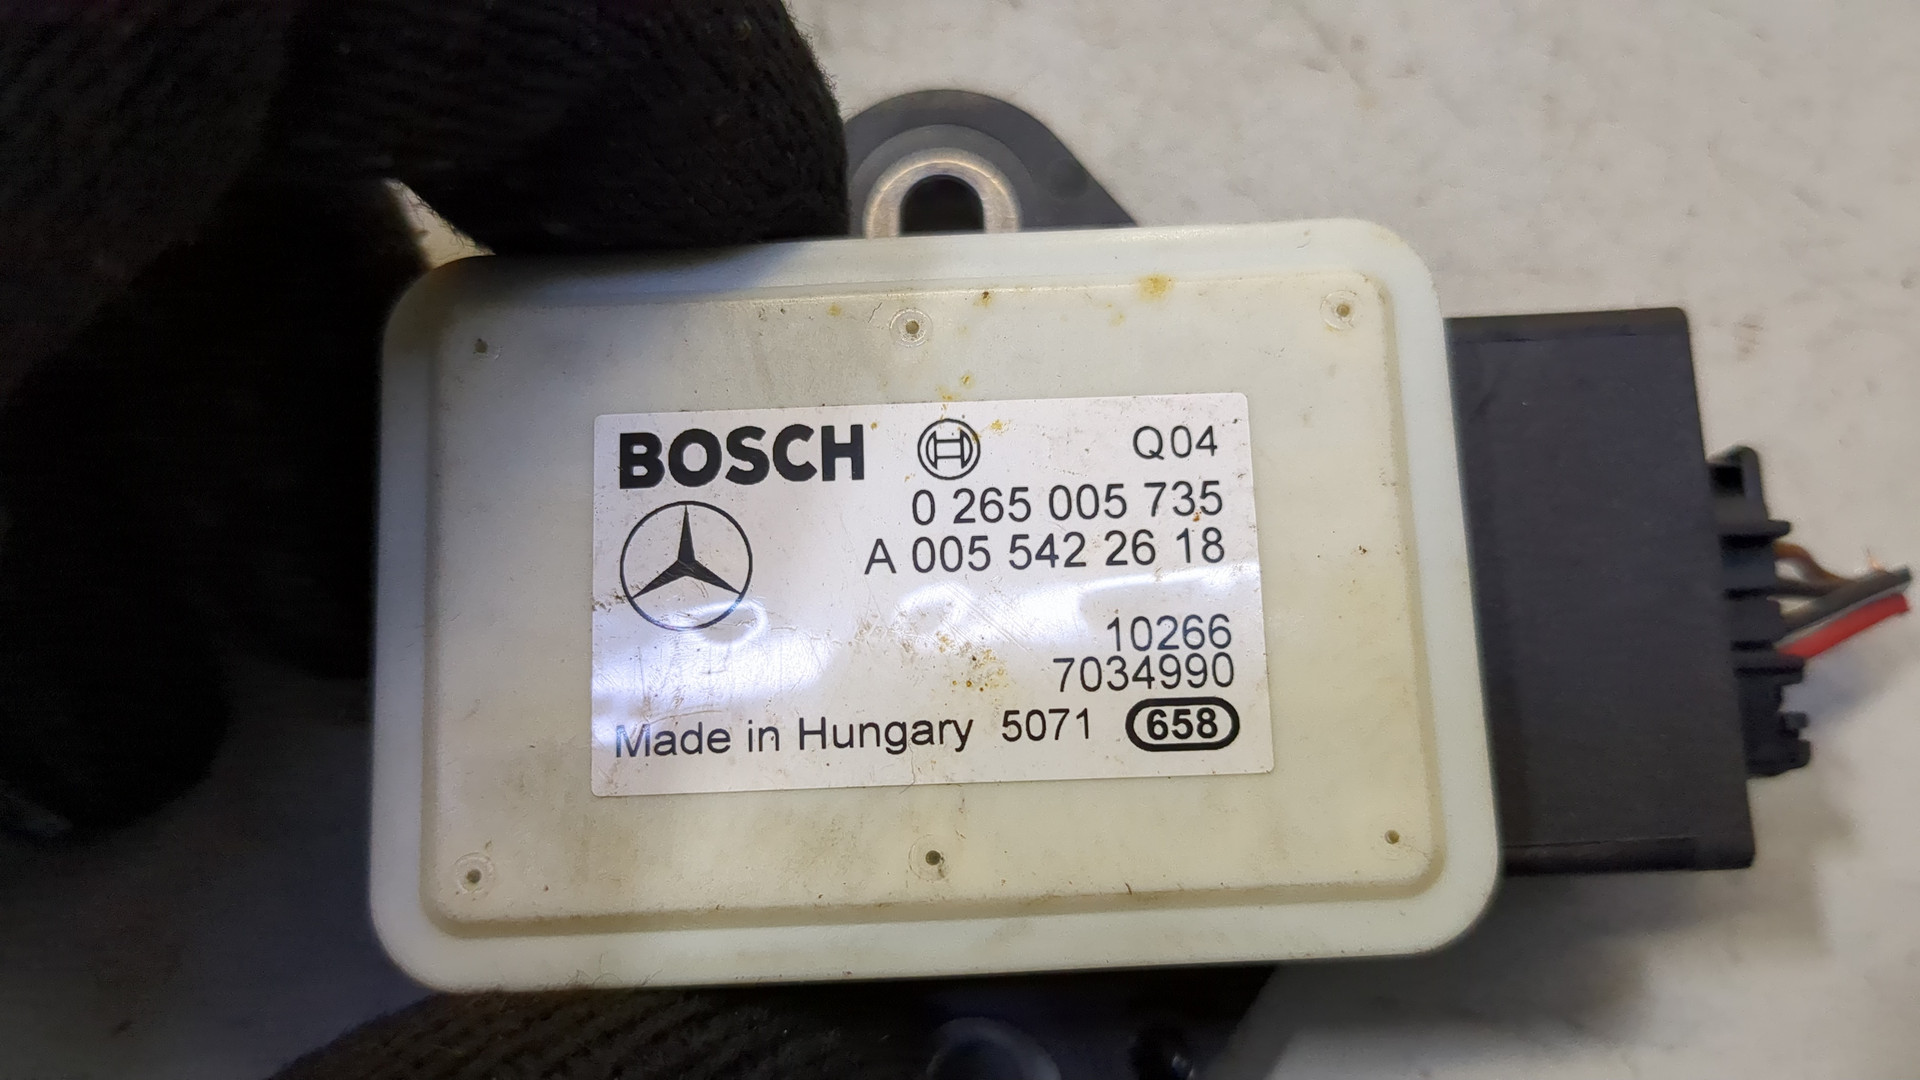 BOSCH Q04
0 265 005 735
A 005 542 26 18
10266
7034990
Made in Hungary 5071 658